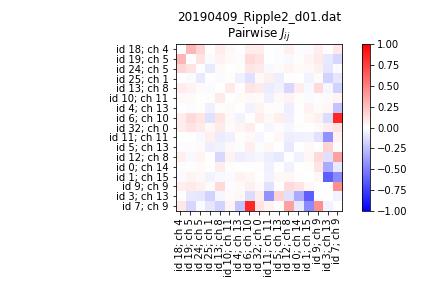 20190409_Ripple2_d01.dat
Pairwise J_ij
id 18; ch 4
id 19; ch 5
id 24; ch 5
id 25; ch 1
id 13; ch 8
id 10; ch 11
id 4; ch 13
id 6; ch 10
id 32; ch 0
id 11; ch 11
id 5; ch 13
id 12; ch 8
id 0; ch 14
id 1; ch 15
id 9; ch 9
id 3; ch 13
id 7; ch 9
1.00
0.75
0.50
0.25
0.00
−0.25
−0.50
−0.75
−1.00
id 18; ch 4
id 19; ch 5
id 24; ch 5
id 25; ch 1
id 13; ch 8
id 10; ch 11
id 4; ch 13
id 6; ch 10
id 32; ch 0
id 11; ch 11
id 5; ch 13
id 12; ch 8
id 0; ch 14
id 1; ch 15
id 9; ch 9
id 3; ch 13
id 7; ch 9